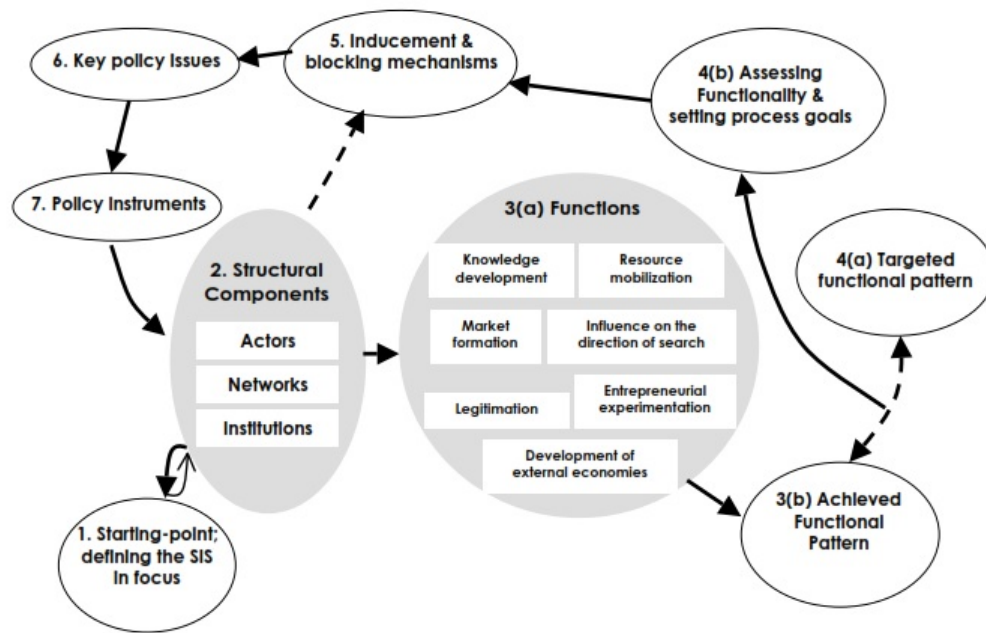 5. Inducement &
blocking mechanisms
6. Key policy issues
4(b) Assessing
Functionality &
setting process goals
7. Policy Instruments
3(a) Functions
Knowledge
development
Resource
mobilization
4(a) Targeted
functional pattern
2. Structural
Components
Market
formation
Influence on the
direction of search
Actors
Networks
Institutions
Legitimation
Entrepreneurial
experimentation
Development of
external economies
3(b) Achieved
Functional
Pattern
1. Starting-point;
defining the SIS
in focus